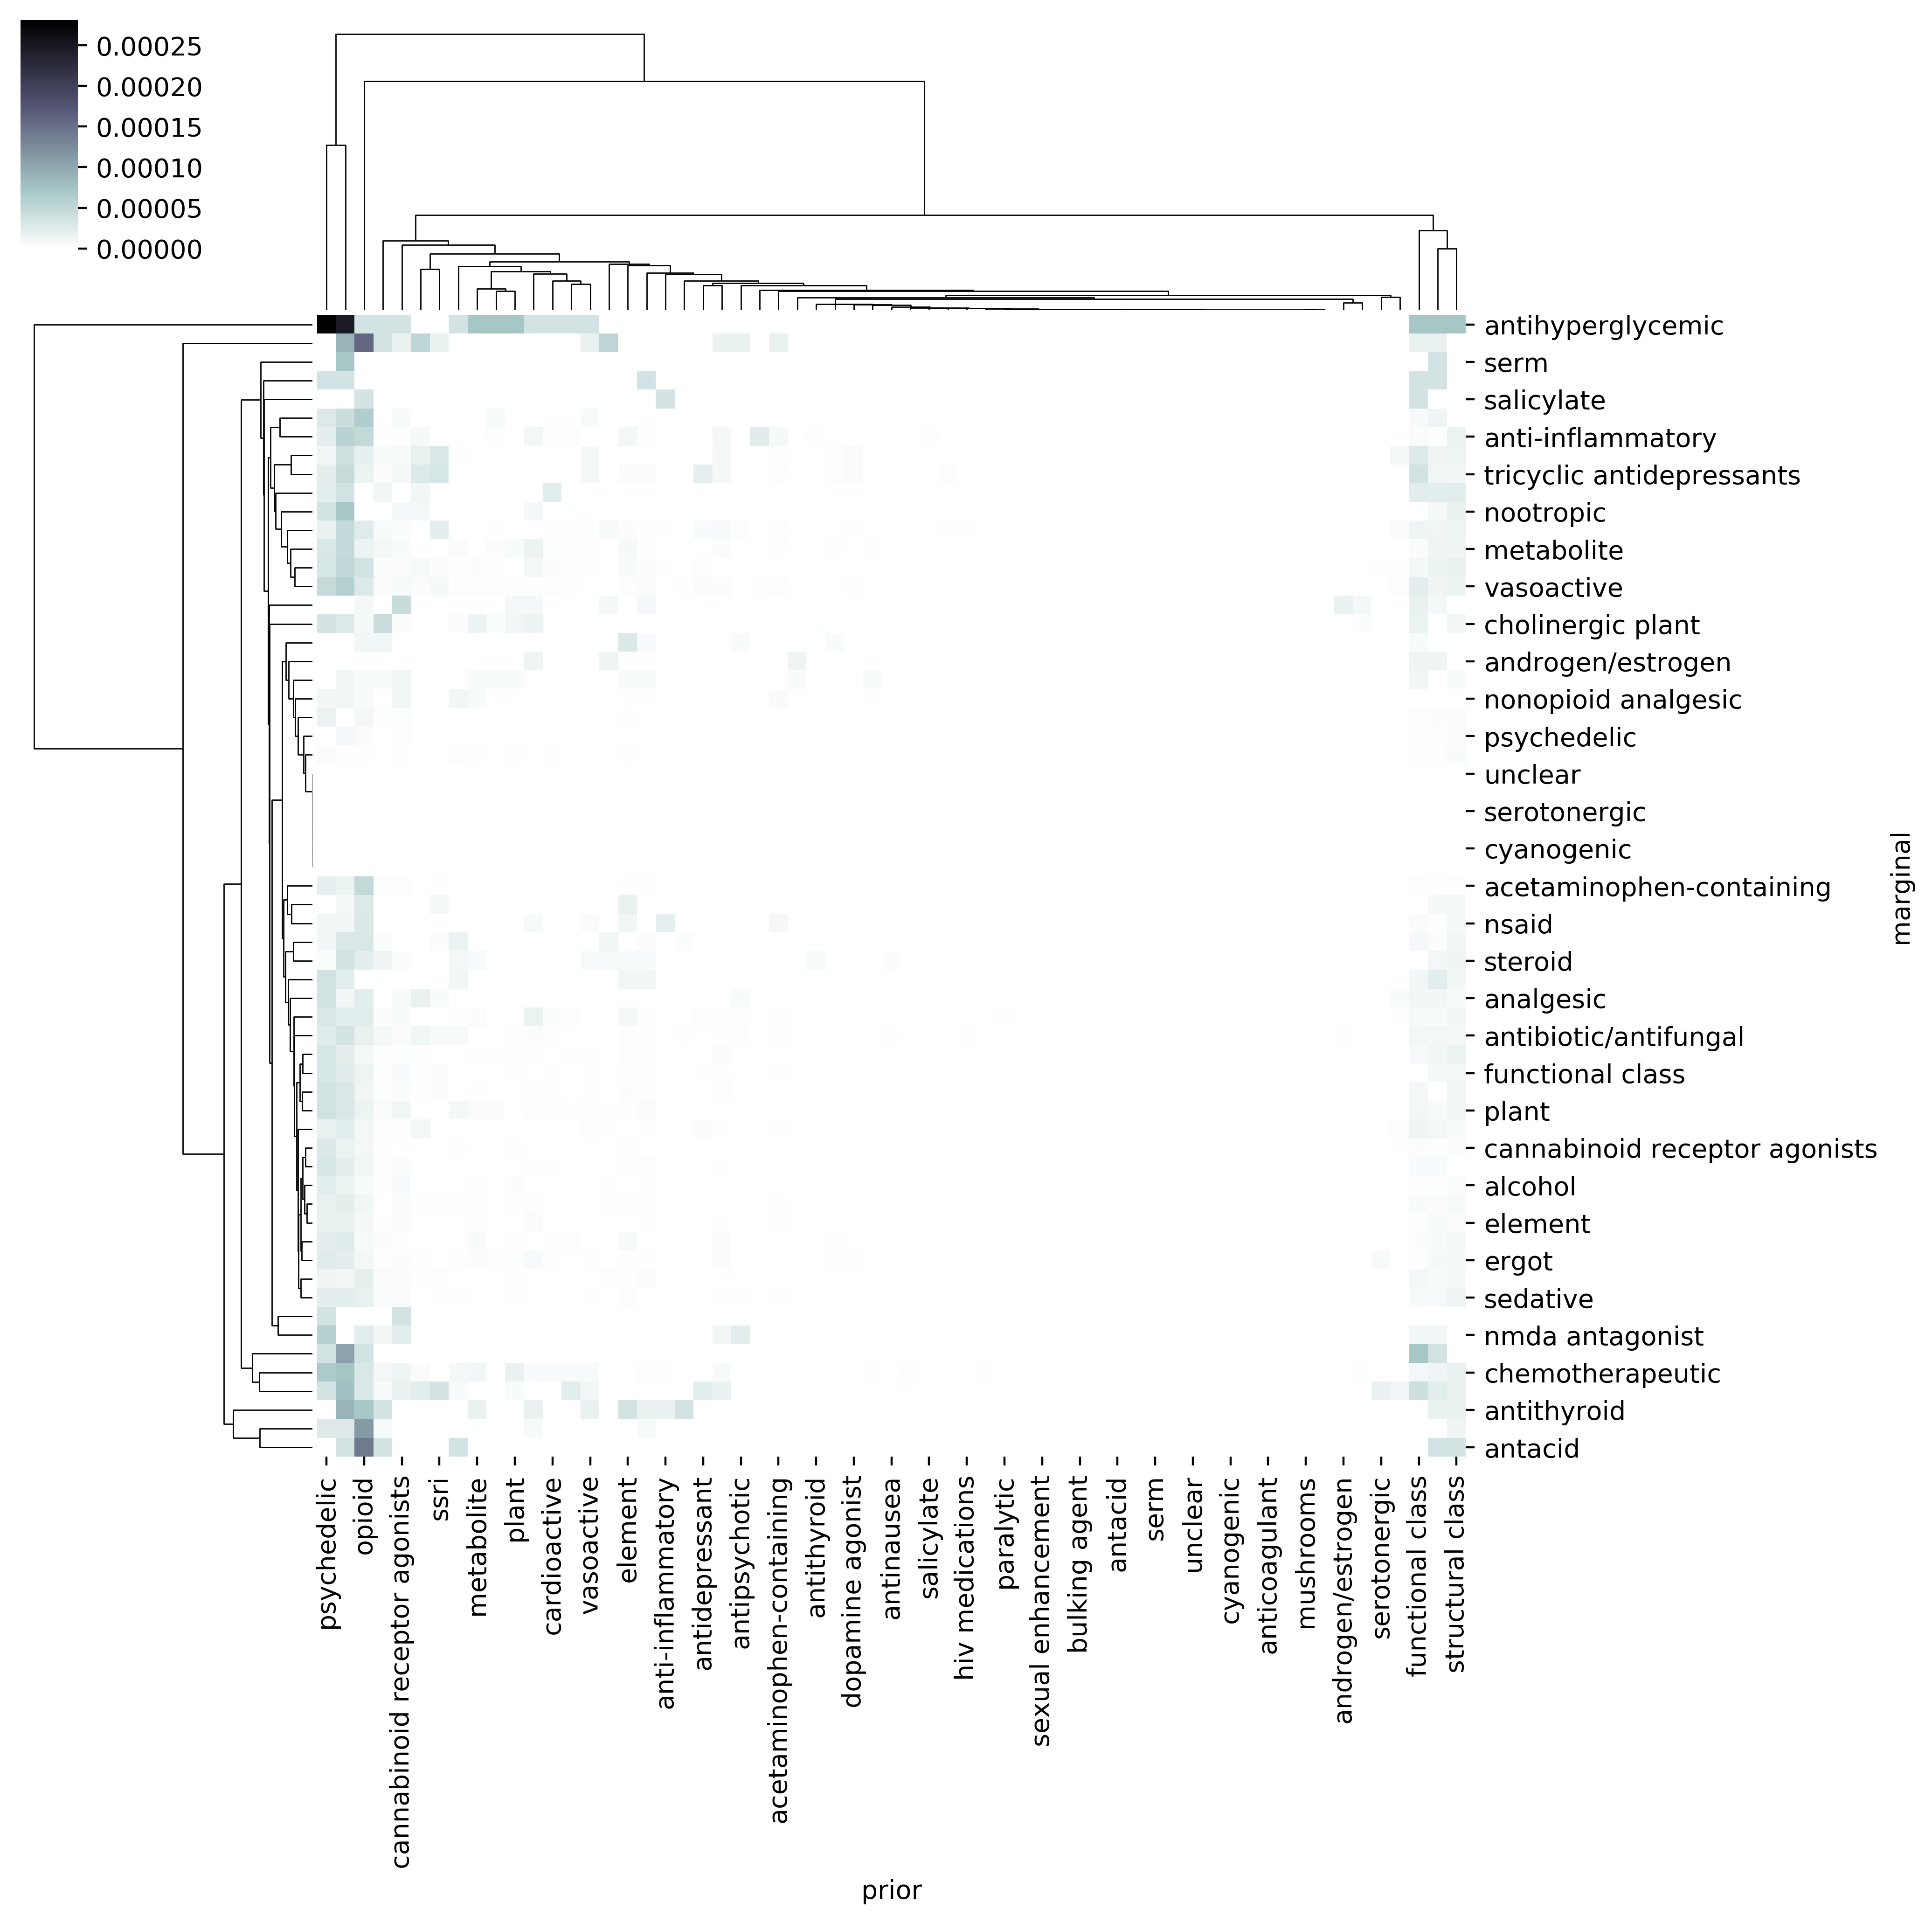 0.00025
0.00020
0.00015
0.00010
0.00005
0.00000
antihyperglycemic
serm
salicylate
anti-inflammatory
tricyclic antidepressants
nootropic
metabolite
vasoactive
cholinergic plant
androgen/estrogen
nonopioid analgesic
psychedelic
unclear
serotonergic
cyanogenic
acetaminophen-containing
nsaid
steroid
analgesic
antibiotic/antifungal
functional class
plant
cannabinoid receptor agonists
alcohol
element
ergot
sedative
nmda antagonist
chemotherapeutic
antithyroid
antacid
marginal
psychedelic
opioid
cannabinoid receptor agonists
ssri
metabolite
plant
cardioactive
vasoactive
element
anti-inflammatory
antidepressant
antipsychotic
acetaminophen-containing
antithyroid
dopamine agonist
antinausea
salicylate
hiv medications
paralytic
sexual enhancement
bulking agent
antacid
serm
unclear
cyanogenic
anticoagulant
mushrooms
androgen/estrogen
serotonergic
functional class
structural class
prior